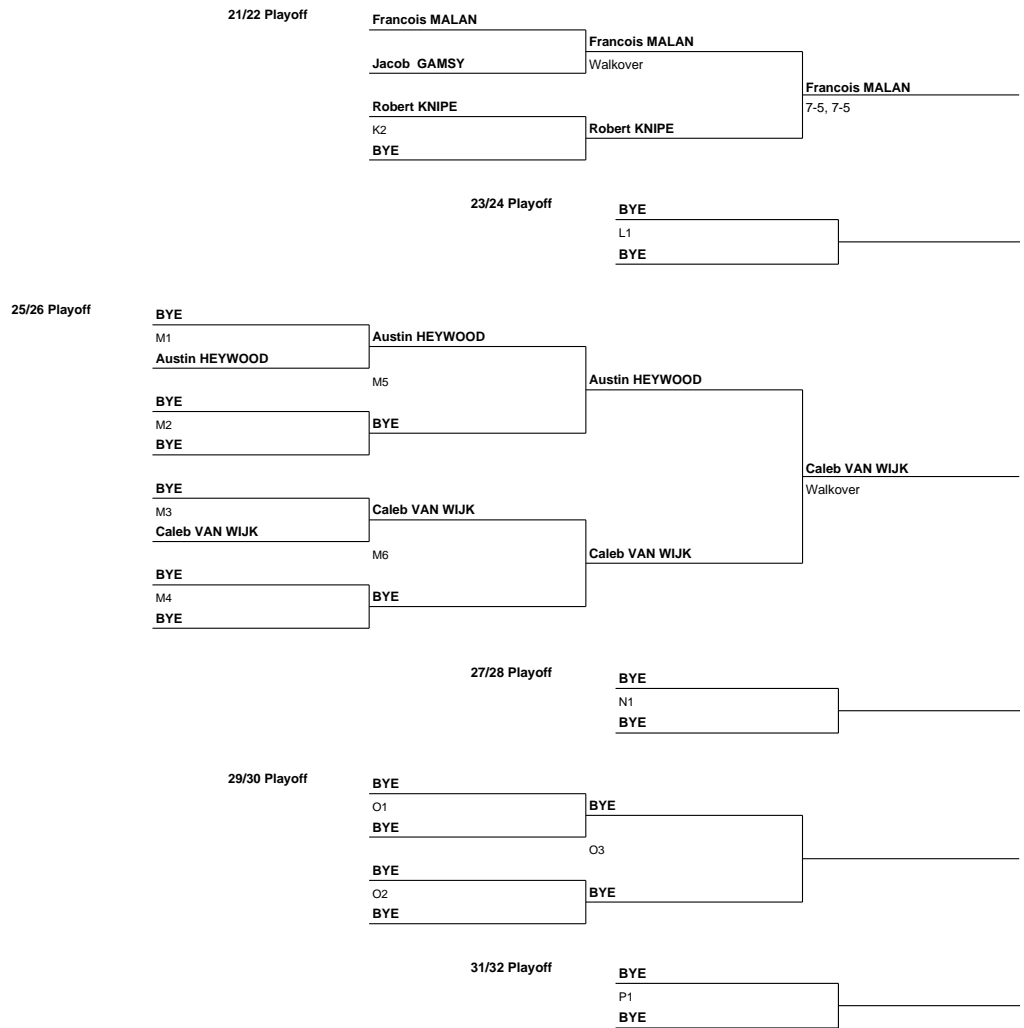 21/22 Playoff
Francois MALAN
Francois MALAN
Jacob  GAMSY
Walkover
Francois MALAN
Robert KNIPE
7-5, 7-5
K2
Robert KNIPE
BYE
23/24 Playoff
BYE
L1
BYE
25/26 Playoff
BYE
M1
Austin HEYWOOD
Austin HEYWOOD
M5
Austin HEYWOOD
BYE
M2
BYE
BYE
Caleb VAN WIJK
Walkover
BYE
M3
Caleb VAN WIJK
Caleb VAN WIJK
M6
Caleb VAN WIJK
BYE
M4
BYE
BYE
27/28 Playoff
BYE
N1
BYE
29/30 Playoff
BYE
O1
BYE
BYE
O3
BYE
O2
BYE
BYE
31/32 Playoff
BYE
P1
BYE